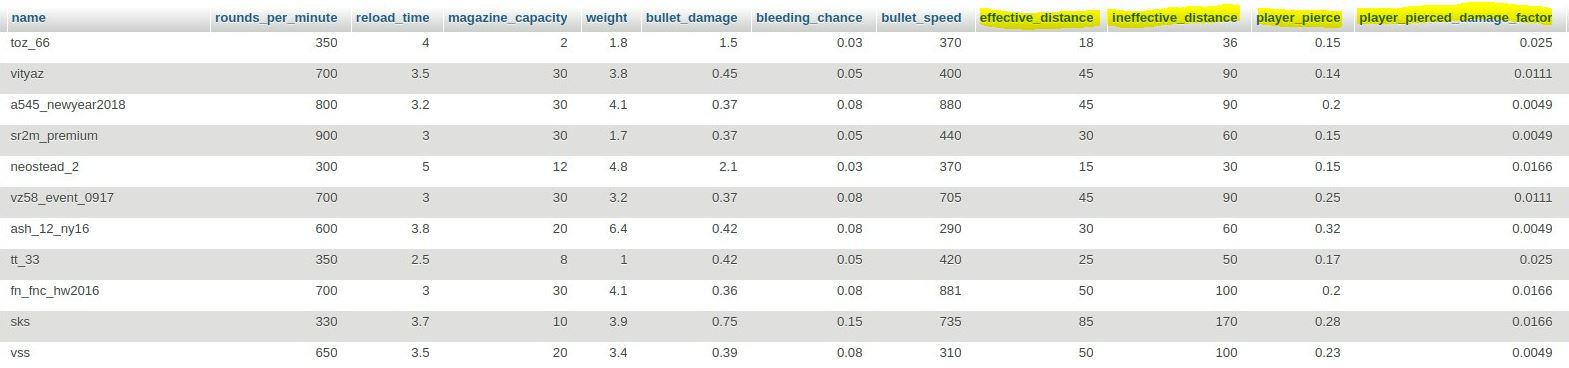 name rounds_per_minute reload_time magazine_capacity weight bullet_damage bleeding_chance bullet_speed effective_distance ineffective_distance player_pierce player_pierced_damage_factor
toz_66 350 4 2 1.8 1.5 0.03 370 18 36 0.15 0.025
vityaz 700 3.5 30 3.8 0.45 0.05 400 45 90 0.14 0.0111
a545_newyear2018 800 3.2 30 4.1 0.37 0.08 880 45 90 0.2 0.0049
sr2m_premium 900 3 30 1.7 0.37 0.05 440 30 60 0.15 0.0049
neostead_2 300 5 12 4.8 2.1 0.03 370 15 30 0.15 0.0166
vz58_event_0917 700 3 30 3.2 0.37 0.08 705 45 90 0.25 0.0111
ash_12_ny16 600 3.8 20 6.4 0.42 0.08 290 30 60 0.32 0.0049
tt_33 350 2.5 8 1 0.42 0.05 420 25 50 0.17 0.025
fn_fnc_hw2016 700 3 30 4.1 0.36 0.08 881 50 100 0.2 0.0166
sks 330 3.7 10 3.9 0.75 0.15 735 85 170 0.28 0.0166
vss 650 3.5 20 3.4 0.39 0.08 310 50 100 0.23 0.0049